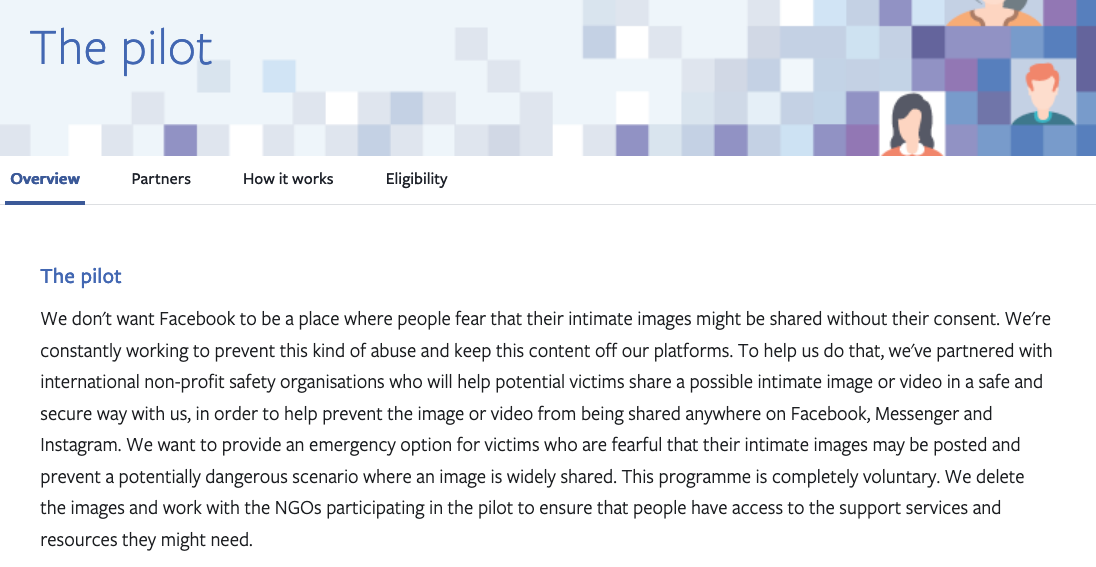 The pilot
Overview Partners How it works Eligibility
The pilot
We don't want Facebook to be a place where people fear that their intimate images might be shared without their consent. We're
constantly working to prevent this kind of abuse and keep this content off our platforms. To help us do that, we've partnered with
international non-profit safety organisations who will help potential victims share a possible intimate image or video in a safe and
secure way with us, in order to help prevent the image or video from being shared anywhere on Facebook, Messenger and
Instagram. We want to provide an emergency option for victims who are fearful that their intimate images may be posted and
prevent a potentially dangerous scenario where an image is widely shared. This programme is completely voluntary. We delete
the images and work with the NGOs participating in the pilot to ensure that people have access to the support services and
resources they might need.